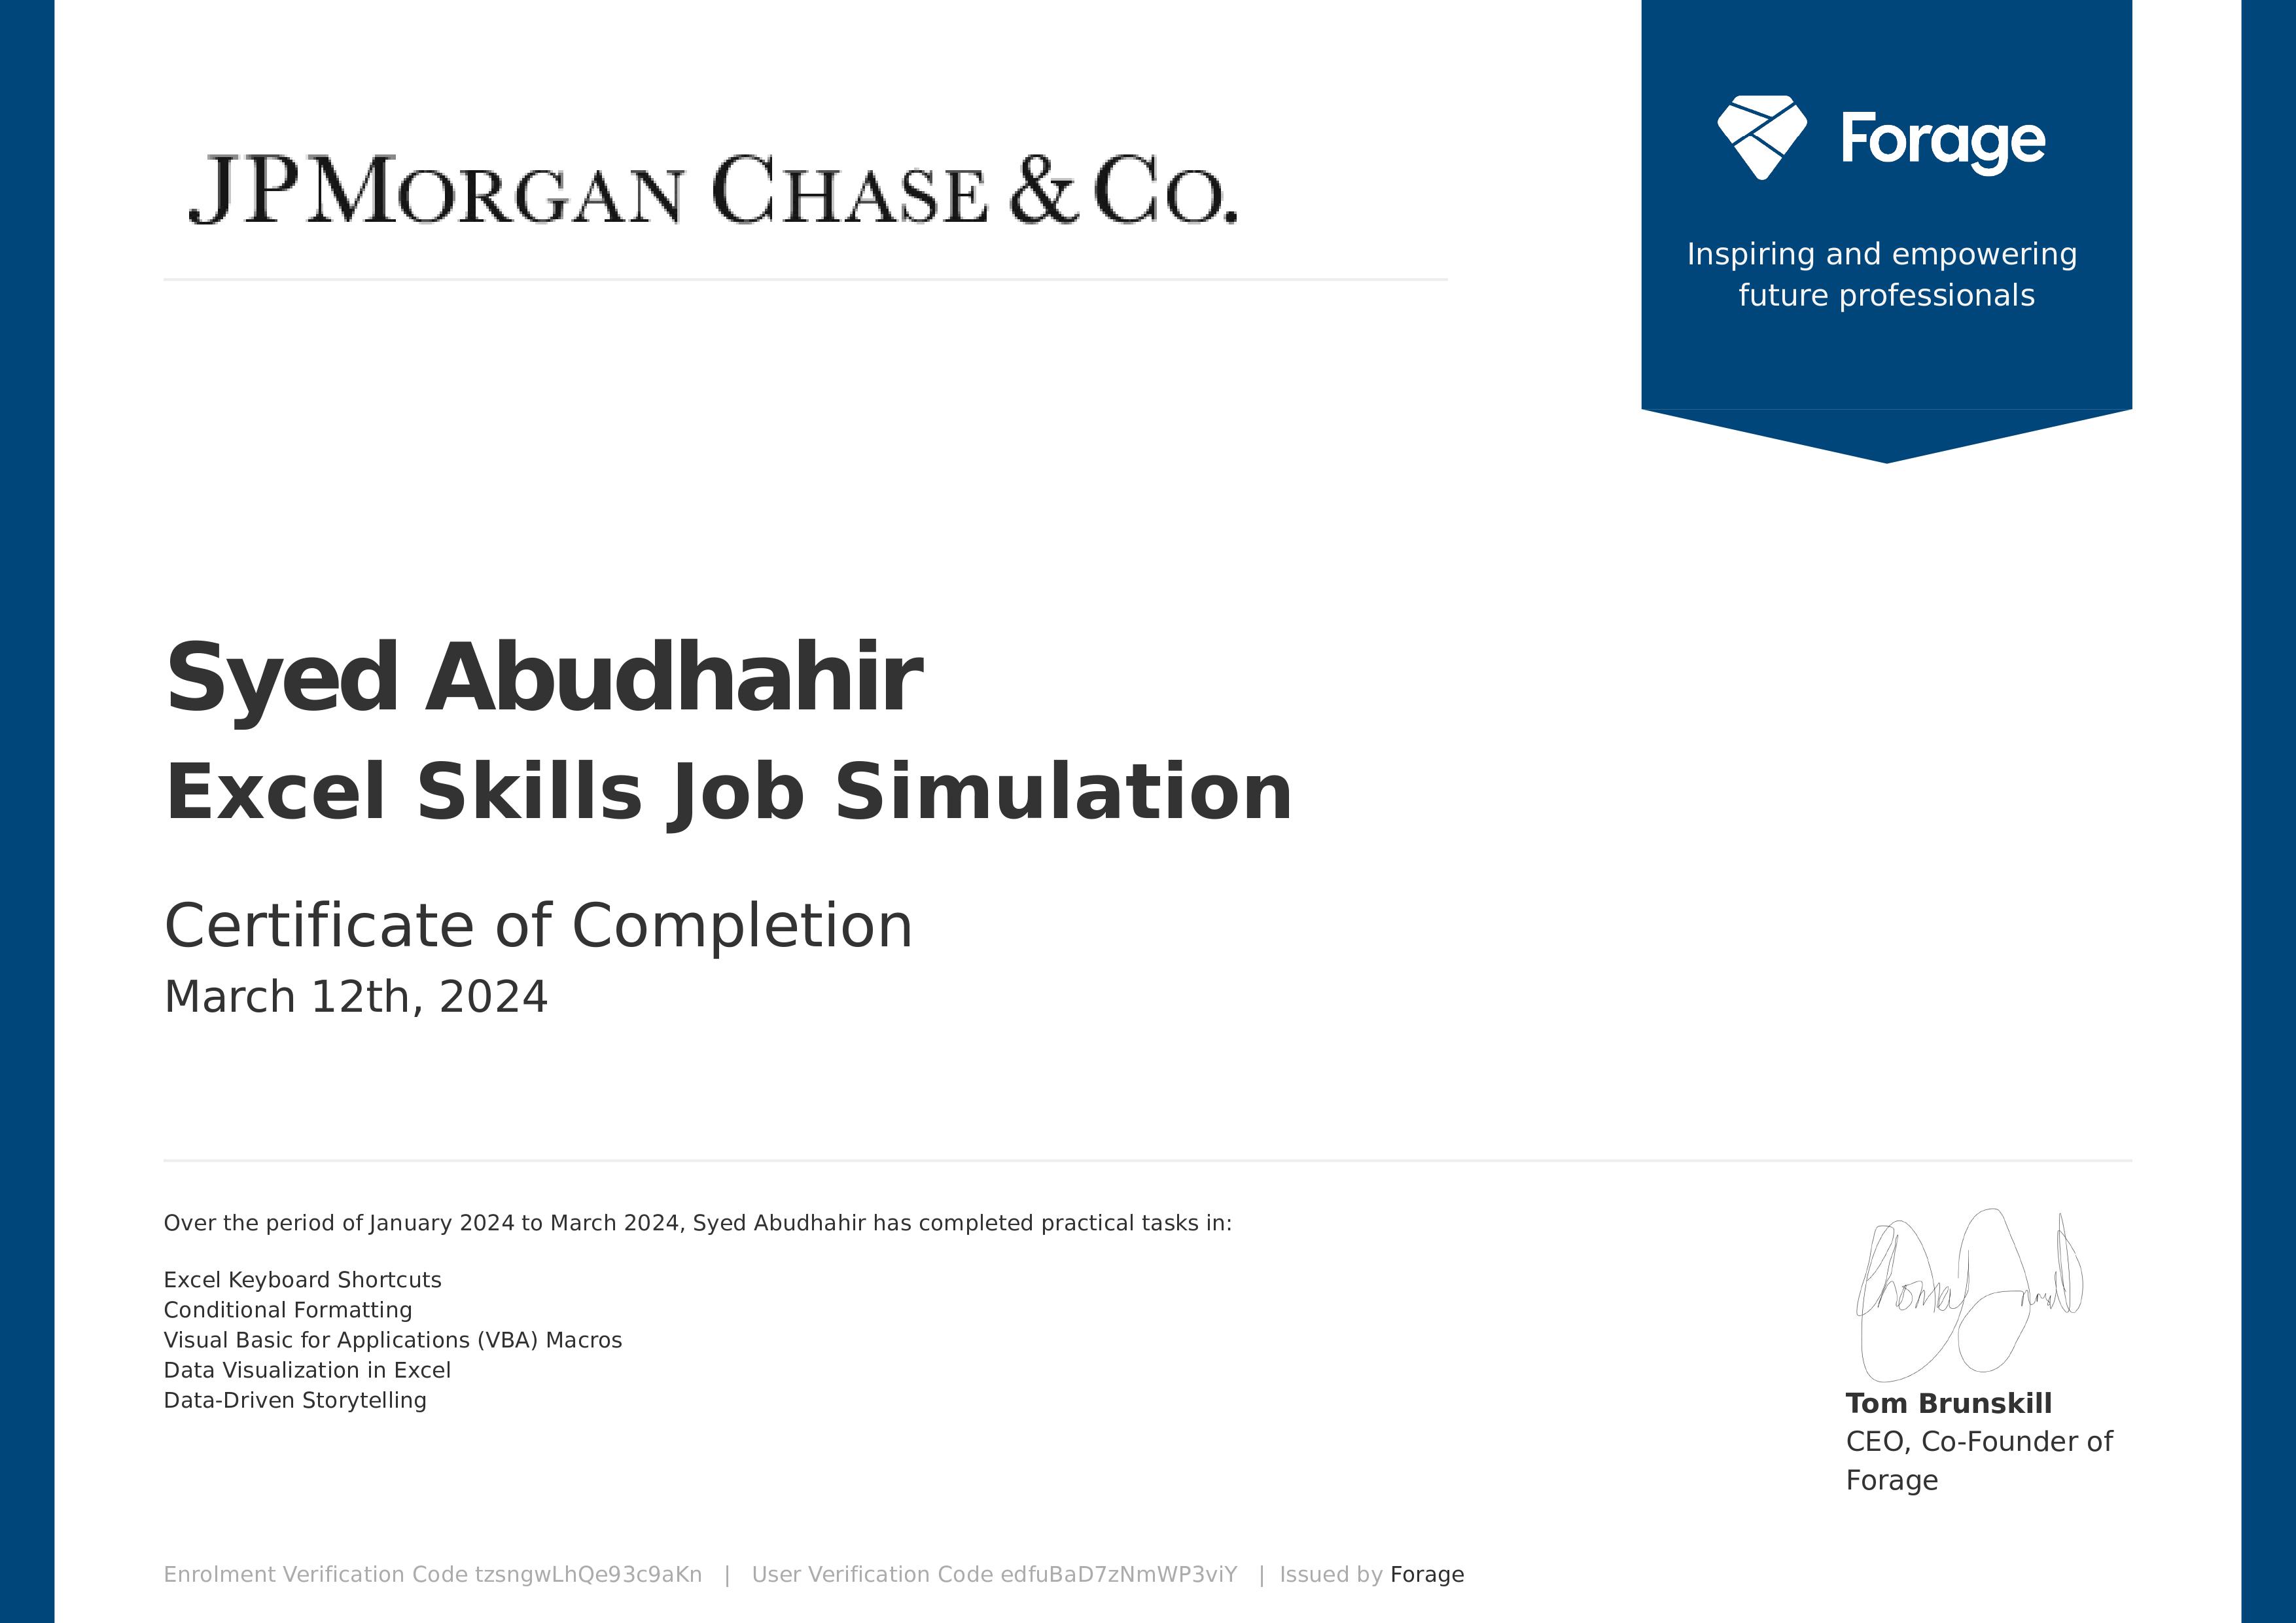 JPMORGAN CHASE & CO.
Forage
Inspiring and empowering
future professionals
Syed Abudhahir
Excel Skills Job Simulation
Certificate of Completion
March 12th, 2024
Over the period of January 2024 to March 2024, Syed Abudhahir has completed practical tasks in:
Excel Keyboard Shortcuts
Conditional Formatting
Visual Basic for Applications (VBA) Macros
Data Visualization in Excel
Data-Driven Storytelling
Tom Brunskill
CEO, Co-Founder of
Forage
Enrolment Verification Code tzsngwLhQe93c9aKn | User Verification Code edfuBaD7zNmWP3viY | Issued by Forage